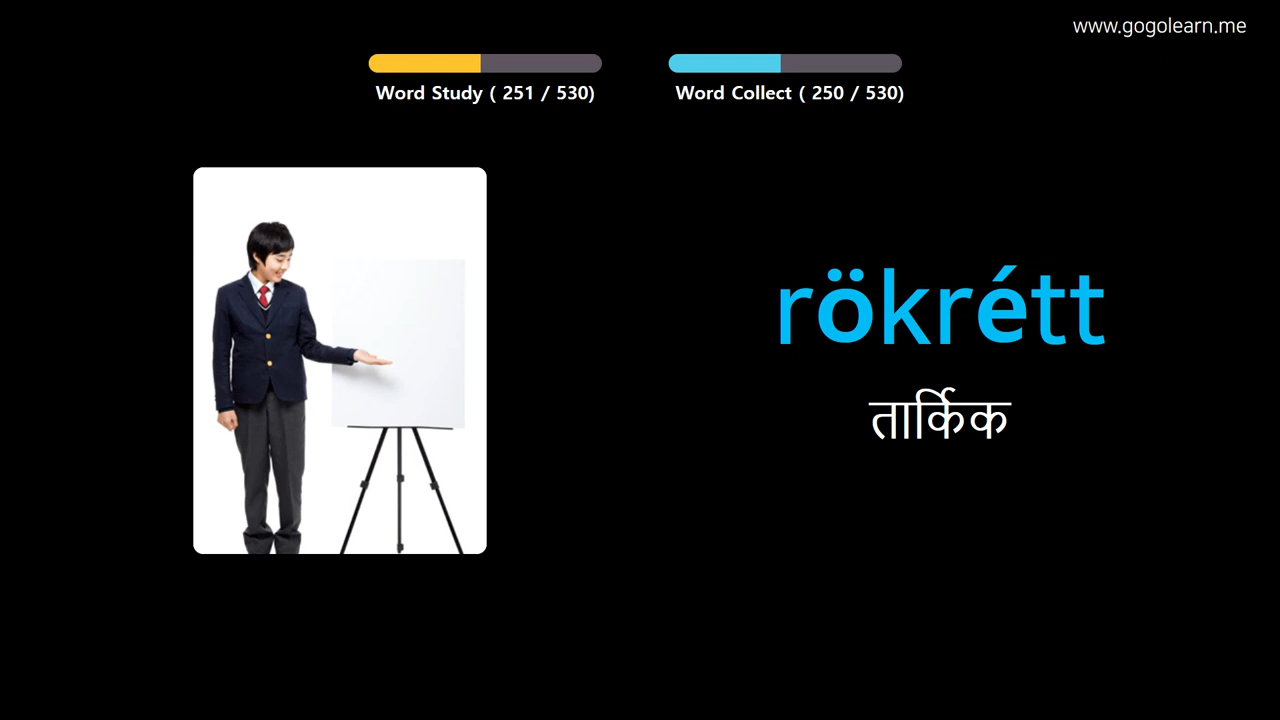 www.gogolearn.me
Word Study ( 251 / 530)
Word Collect ( 250 / 530)
rökrétt
तार्किक